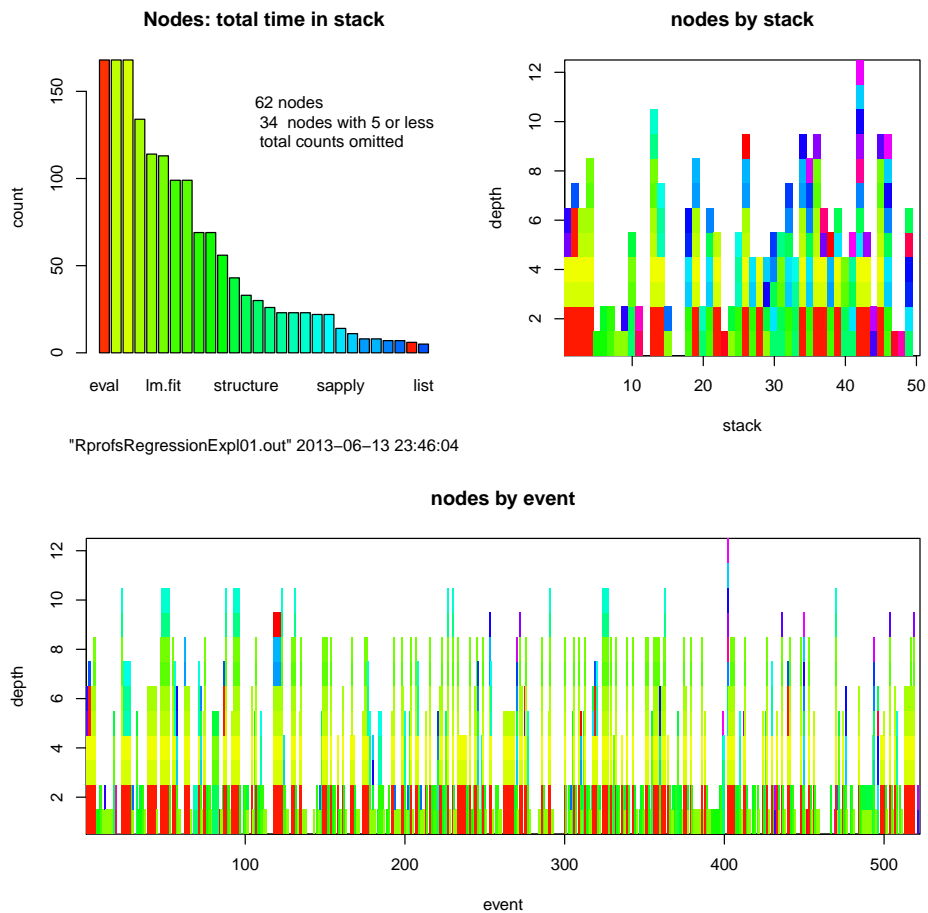 Nodes: total time in stack
count
0
50
100
150
62 nodes
34 nodes with 5 or less
total counts omitted
eval
lm.fit
structure
sapply
list
"RprofsRegressionExpl01.out" 2013−06−13 23:46:04
nodes by stack
depth
2
4
6
8
10
12
10
20
30
40
50
stack
nodes by event
depth
2
4
6
8
10
12
100
200
300
400
500
event